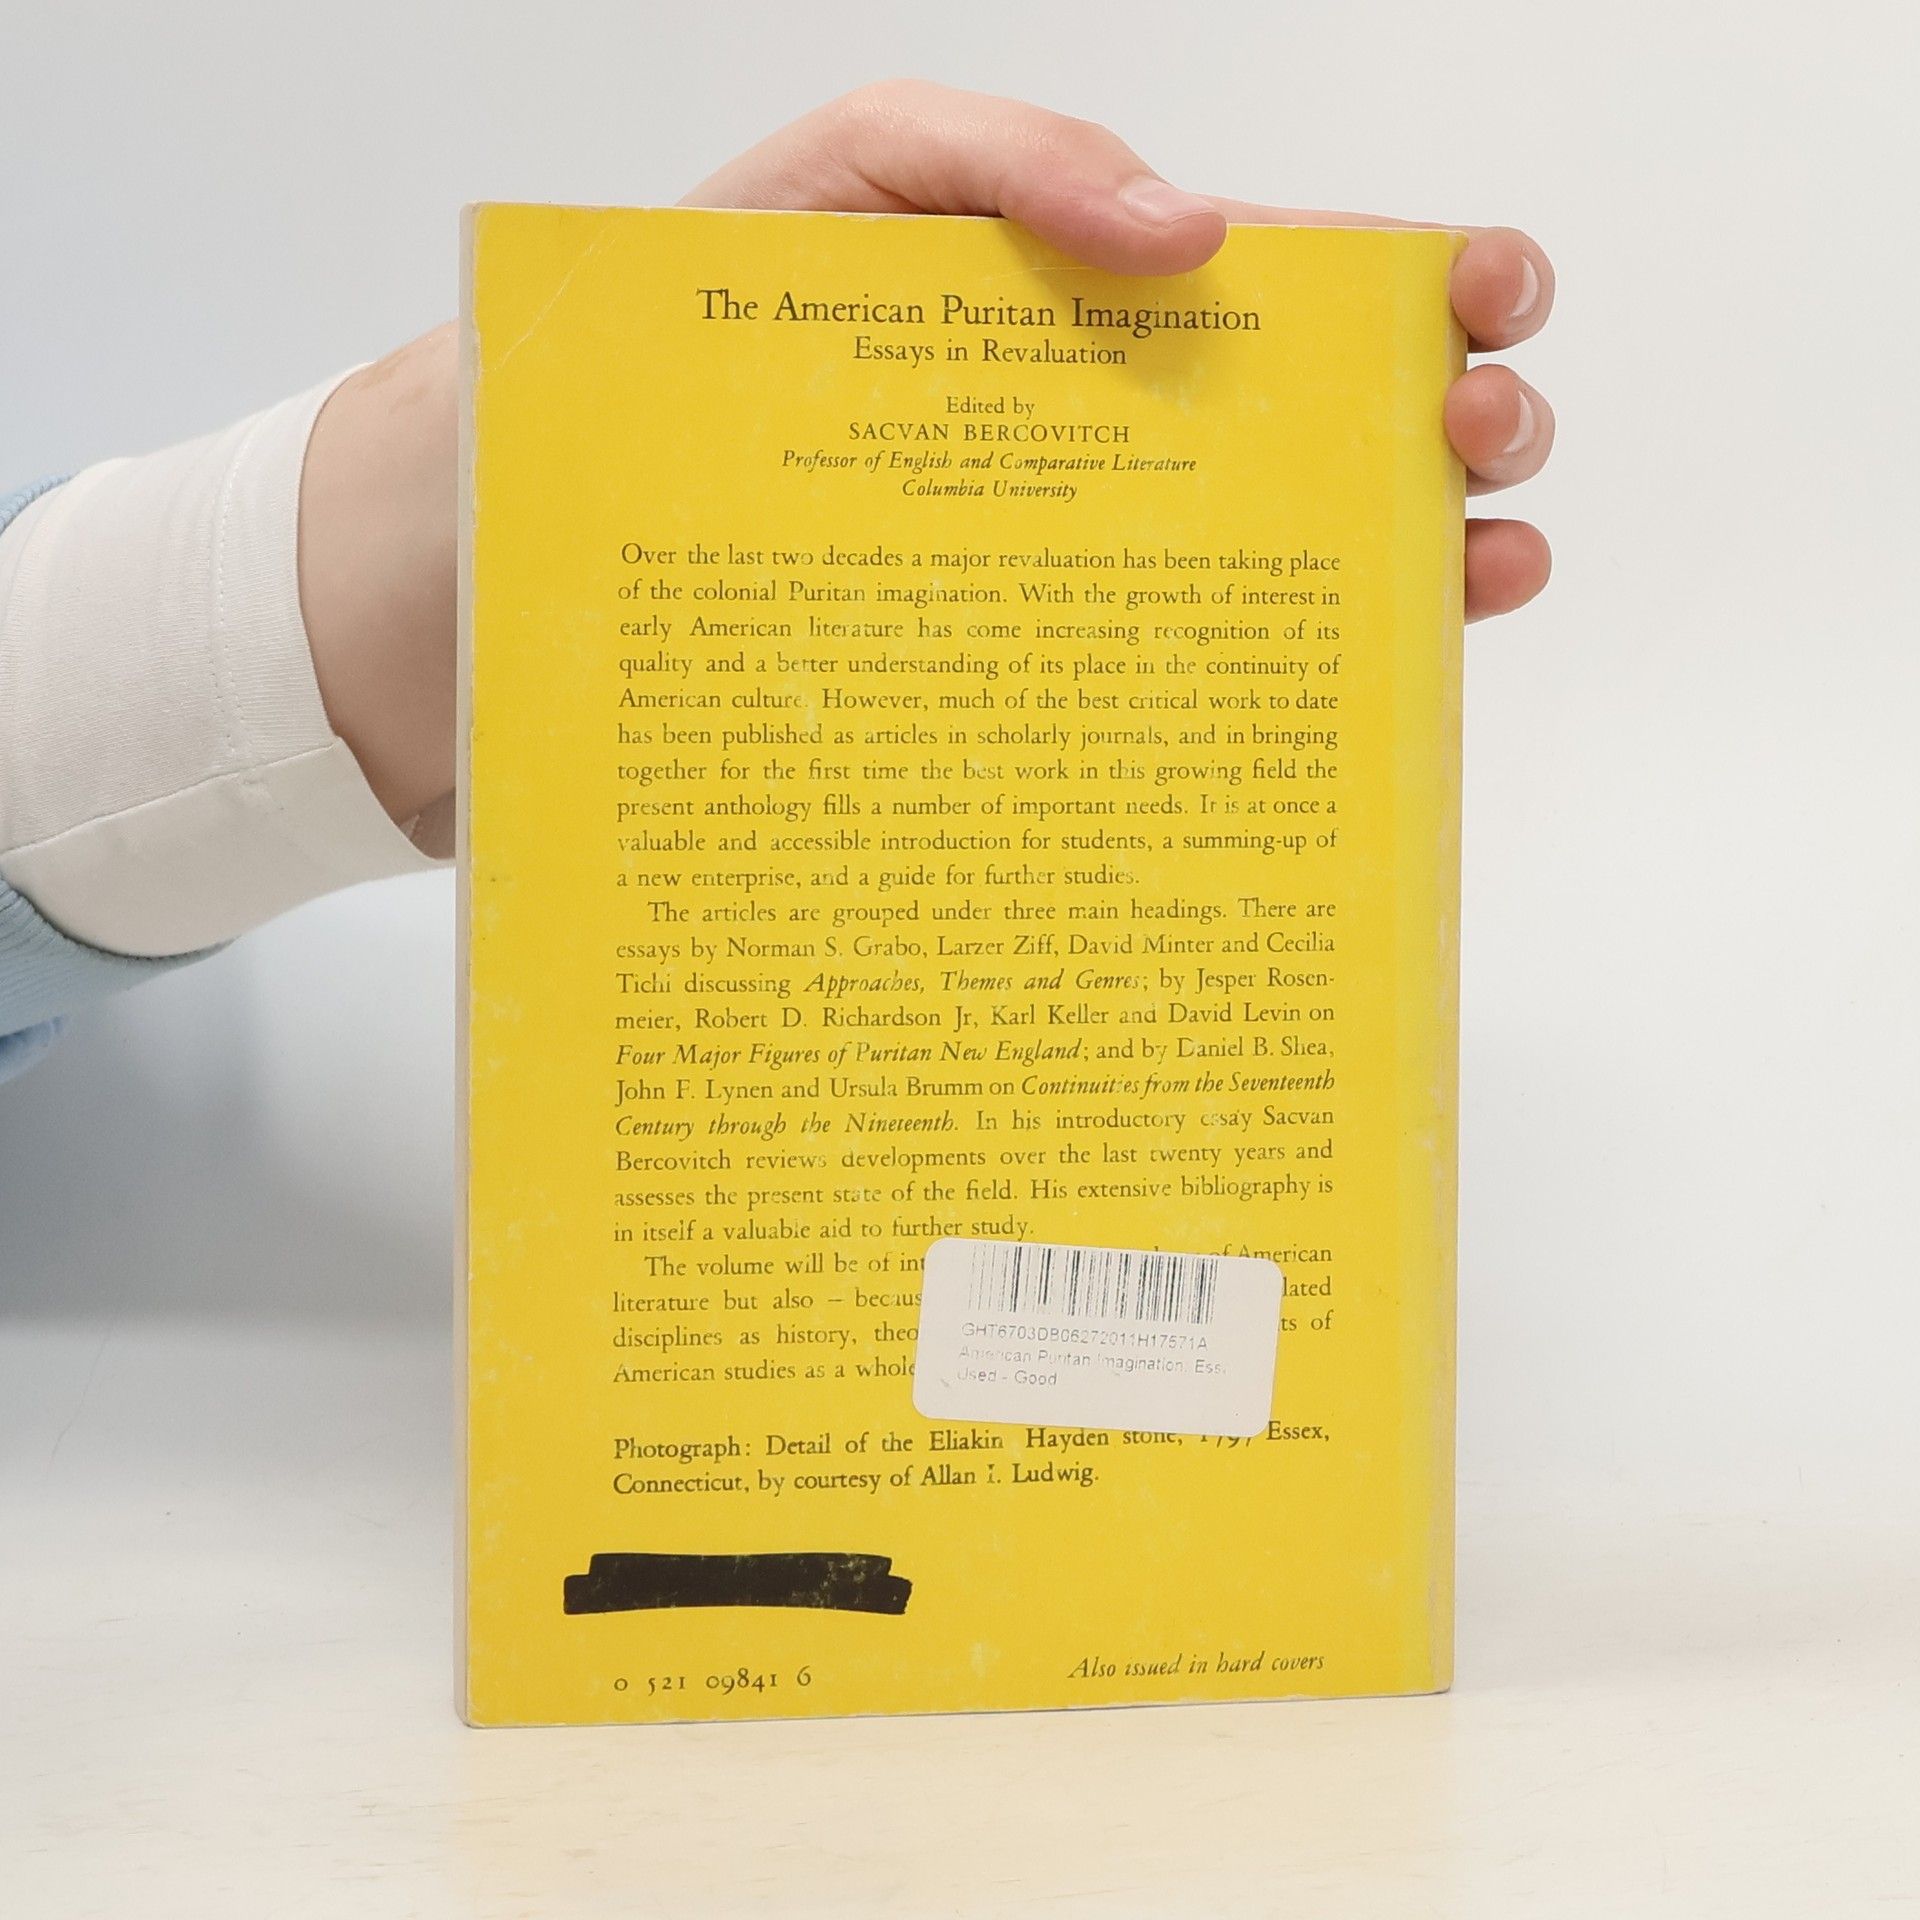 The American Puritan Imagination
Essays in Revaluation
Edited by
SACVAN BERCOVITCH
Professor of English and Comparative Literature
Columbia University
Over the last two decades a major revaluation has been taking place
of the colonial Puritan imagination. With the growth of interest in
early American literature has come increasing recognition of its
quality and a better understanding of its place in the continuity of
American culture. However, much of the best critical work to date
has been published as articles in scholarly journals, and in bringing
together for the first time the best work in this growing field the
present anthology fills a number of important needs. It is at once a
valuable and accessible introduction for students, a summing-up of
a new enterprise, and a guide for further studies.
The articles are grouped under three main headings. There are
essays by Norman S. Grabo, Larzer Ziff, David Minter and Cecilia
Tichi discussing Approaches, Themes and Genres; by Jesper Rosen-
meier, Robert D. Richardson Jr, Karl Keller and David Levin on
Four Major Figures of Puritan New England; and by Daniel B. Shea,
John F. Lynen and Ursula Brumm on Continuities from the Seventeenth
Century through the Nineteenth. In his introductory essay Sacvan
Bercovitch reviews developments over the last twenty years and
assesses the present state of the field. His extensive bibliography is
in itself a valuable aid to further study.
The volume will be of of American
literature but also – lated
disciplines as history, ts of
American studies as a
GHT6703DB06272011H17571A
American Puritan Imagination: Ess
Used - Good
Photograph: Detail of the Eliakin Hayden stone, Essex,
Connecticut, by courtesy of Allan I. Ludwig.
0 521 09841 6
Also issued in hard covers